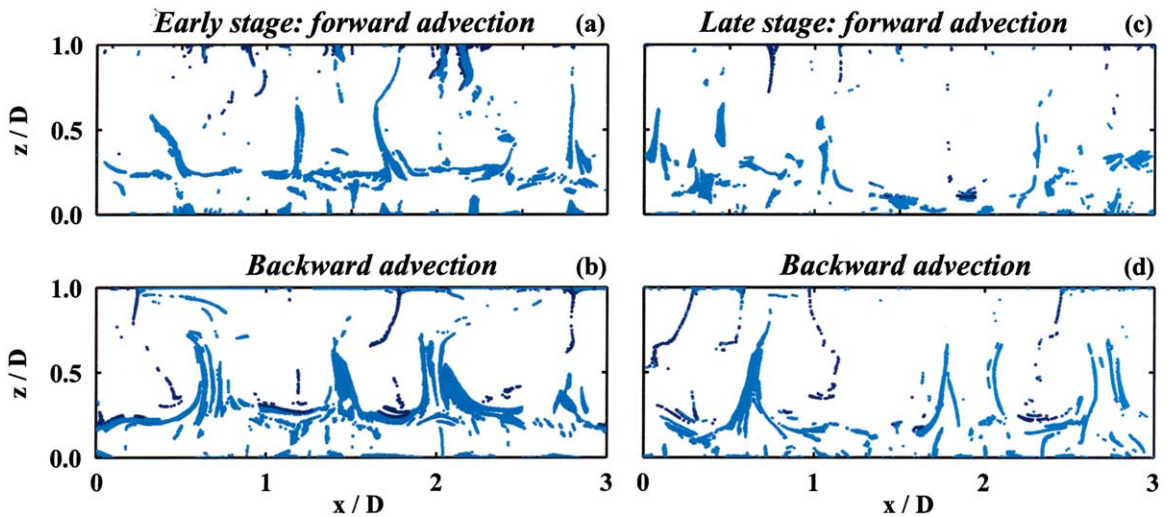 Early stage: forward advection (a)
Late stage: forward advection (c)
1.0
z / D
0.5
0.0
Backward advection (b)
Backward advection (d)
1.0
z / D
0.5
0.0
0 1 2 3
0 1 2 3
x / D
x / D